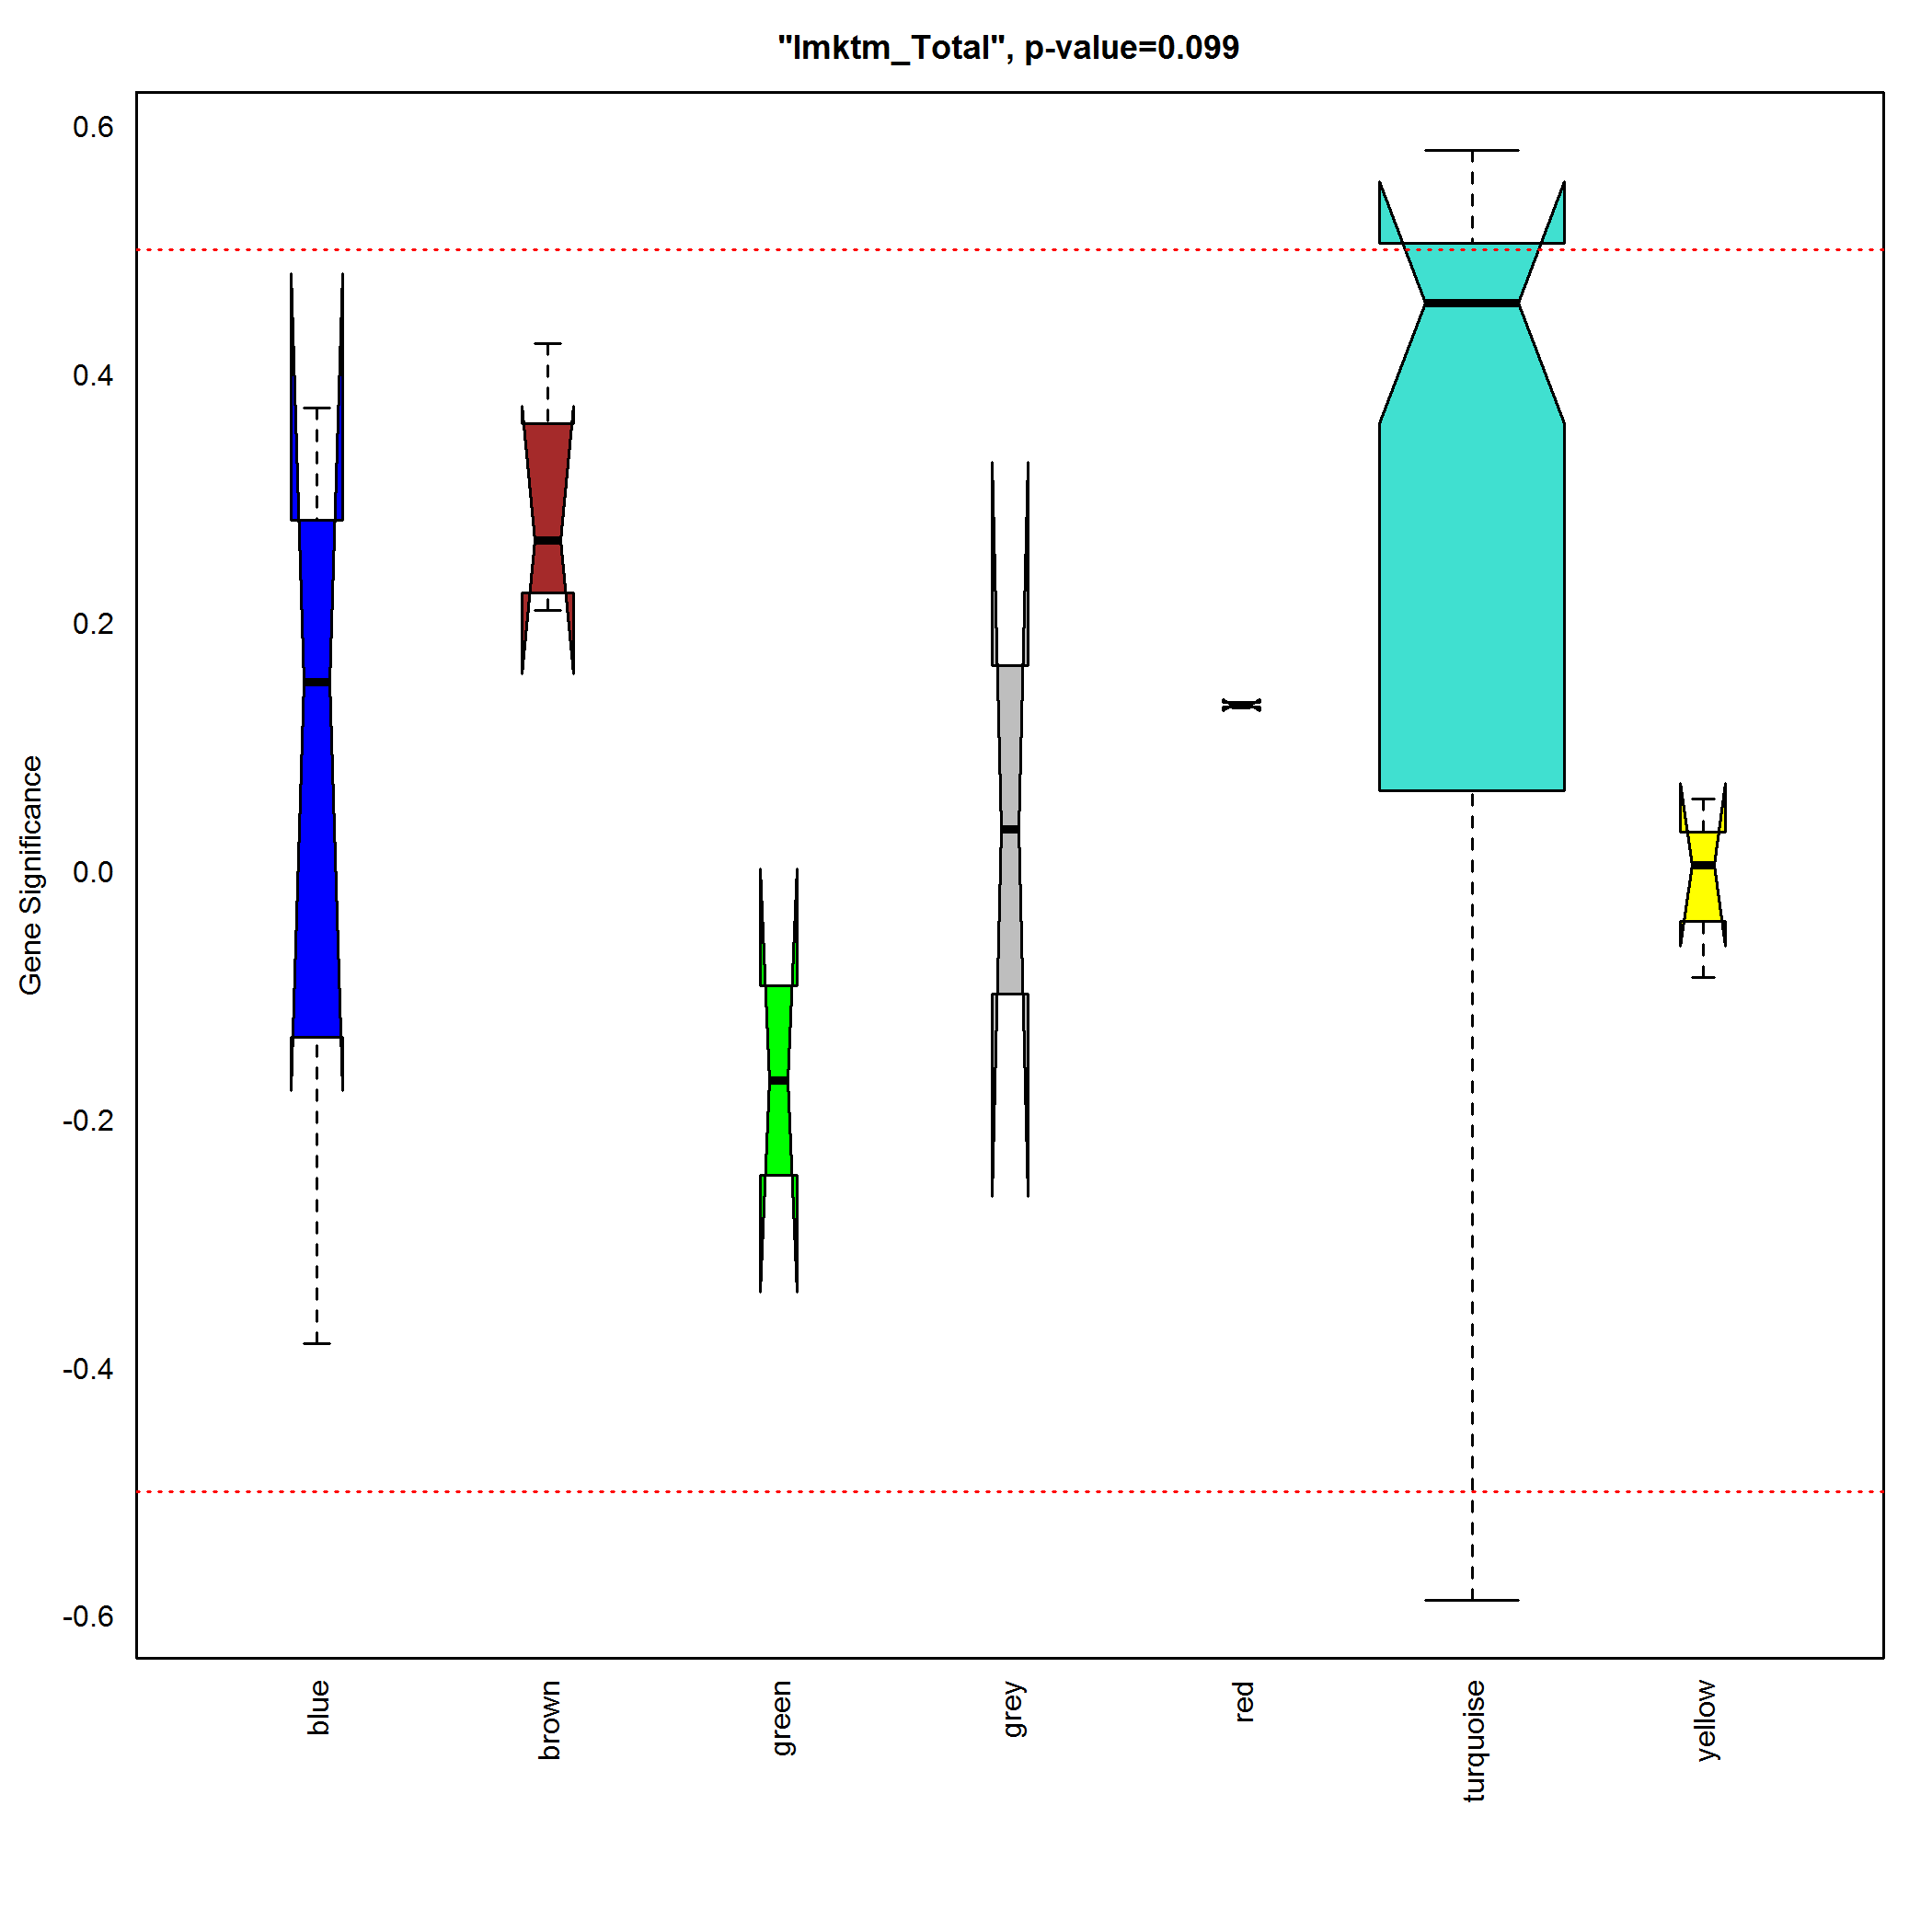 "lmktm_Total", p-value=0.099
0.6
0.4
0.2
0.0
-0.2
-0.4
-0.6
Gene Significance
blue
brown
green
grey
red
turquoise
yellow